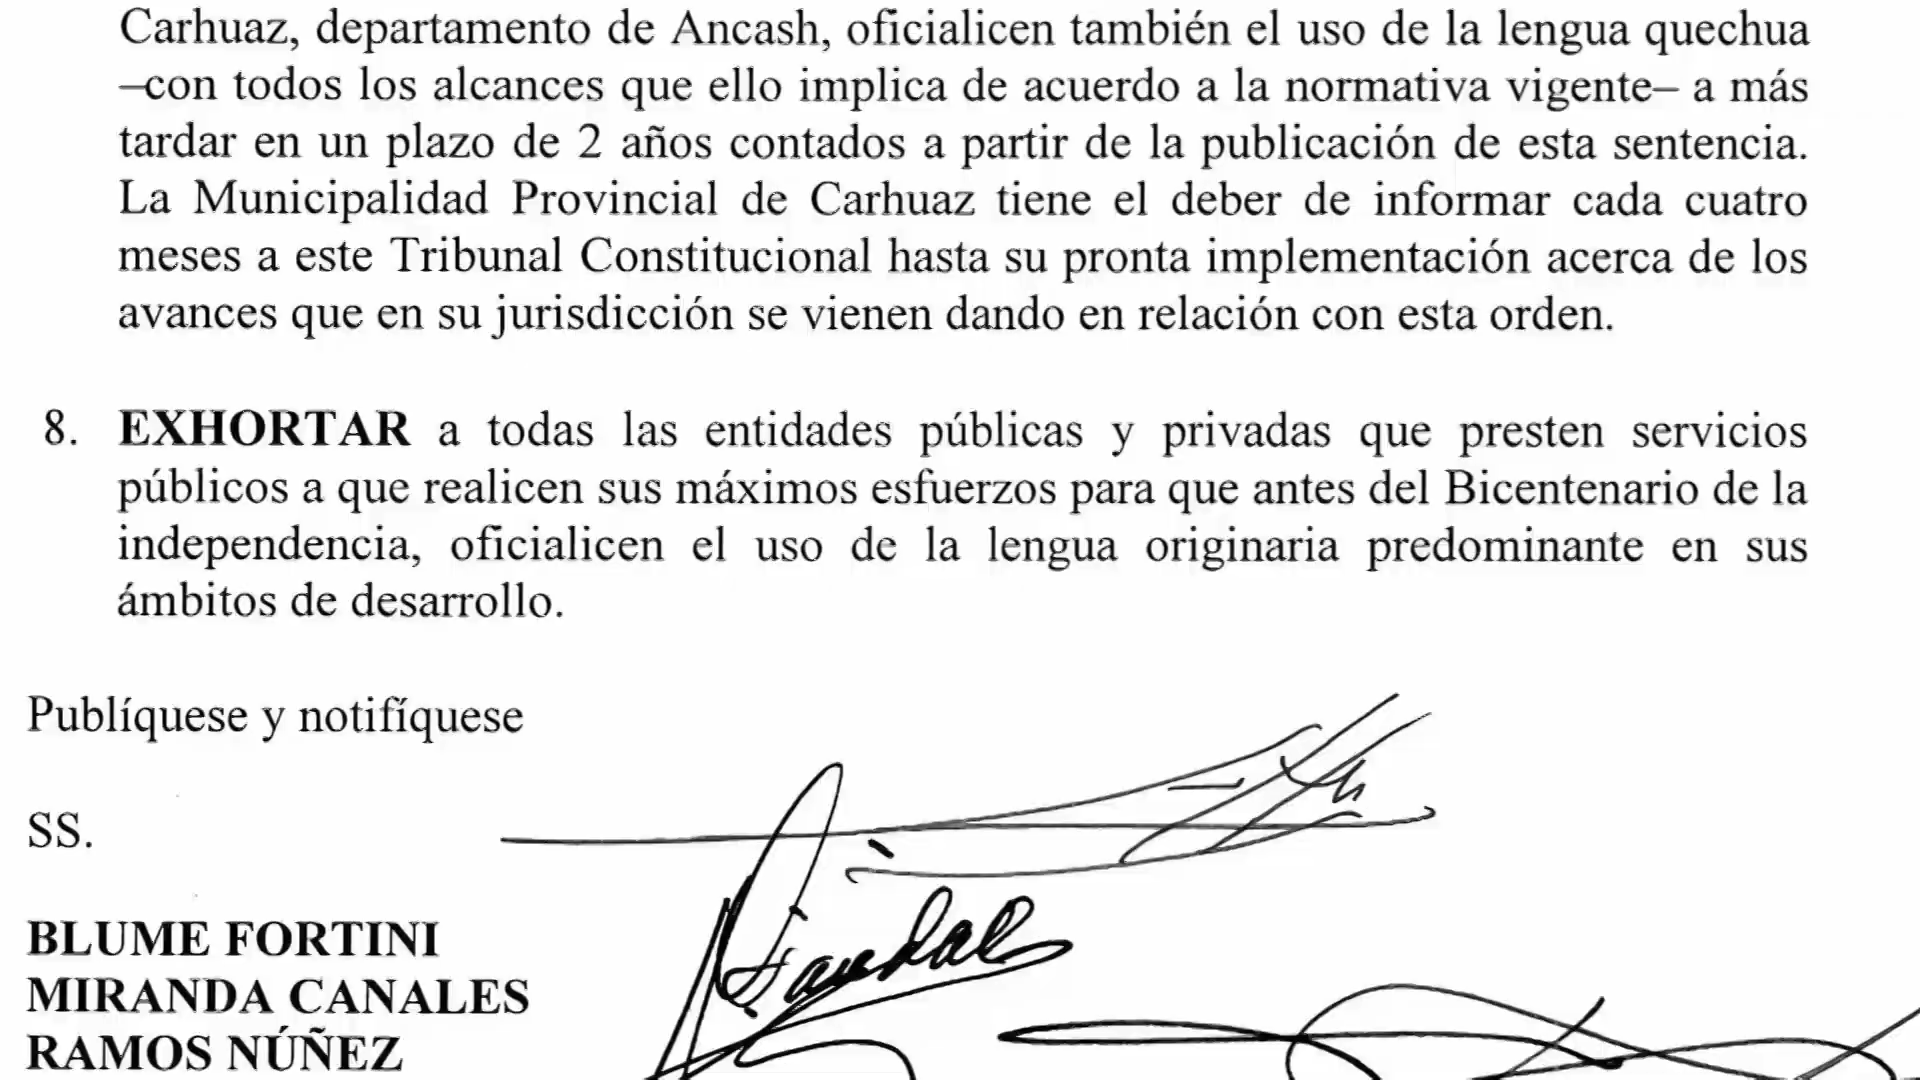 Carhuaz, departamento de Ancash, oficialicen también el uso de la lengua quechua
–con todos los alcances que ello implica de acuerdo a la normativa vigente– a más
tardar en un plazo de 2 años contados a partir de la publicación de esta sentencia.
La Municipalidad Provincial de Carhuaz tiene el deber de informar cada cuatro
meses a este Tribunal Constitucional hasta su pronta implementación acerca de los
avances que en su jurisdicción se vienen dando en relación con esta orden.
8. EXHORTAR a todas las entidades públicas y privadas que presten servicios
públicos a que realicen sus máximos esfuerzos para que antes del Bicentenario de la
independencia, oficialicen el uso de la lengua originaria predominante en sus
ámbitos de desarrollo.
Publíquese y notifíquese
SS.
BLUME FORTINI
MIRANDA CANALES
RAMOS NÚÑEZ